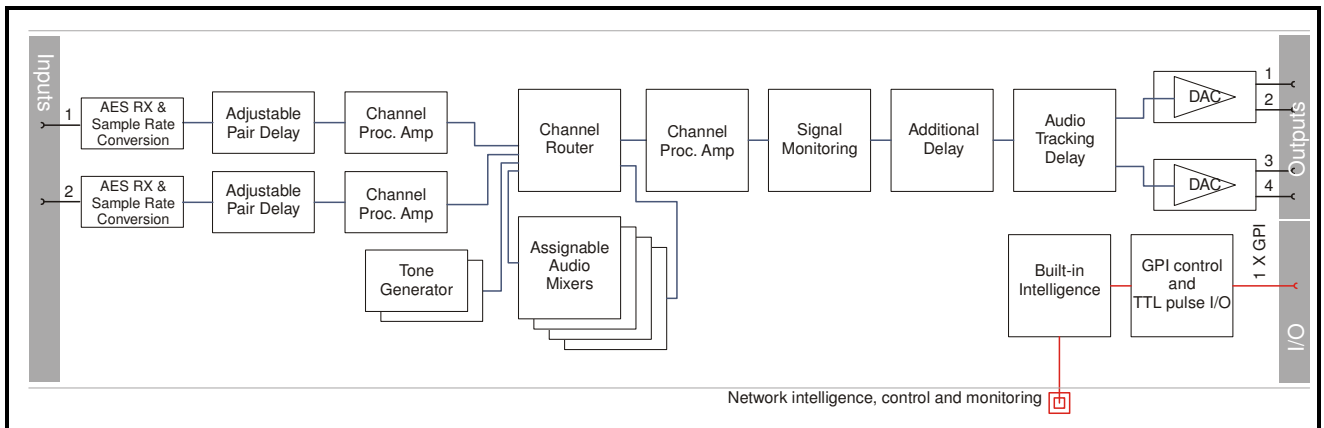 Inputs
1
AES RX &
Sample Rate
Conversion
Adjustable
Pair Delay
Channel
Proc. Amp
2
AES RX &
Sample Rate
Conversion
Adjustable
Pair Delay
Channel
Proc. Amp
Tone
Generator
Channel
Router
Assignable
Audio
Mixers
Channel
Proc. Amp
Signal
Monitoring
Additional
Delay
Audio
Tracking
Delay
DAC
1
2
DAC
3
4
Outputs
Built-in
Intelligence
GPI control
and
TTL pulse I/O
1 X GPI
I/O
Network intelligence, control and monitoring